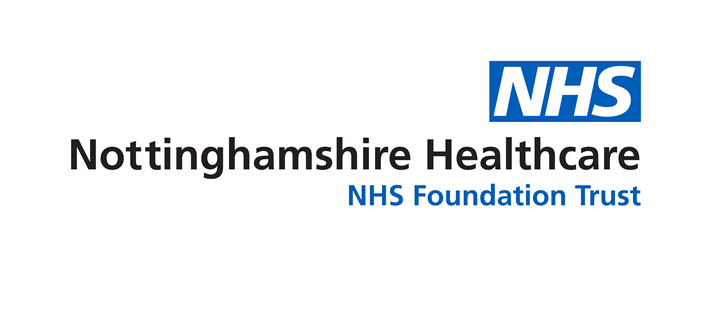 NHS
Nottinghamshire Healthcare
NHS Foundation Trust